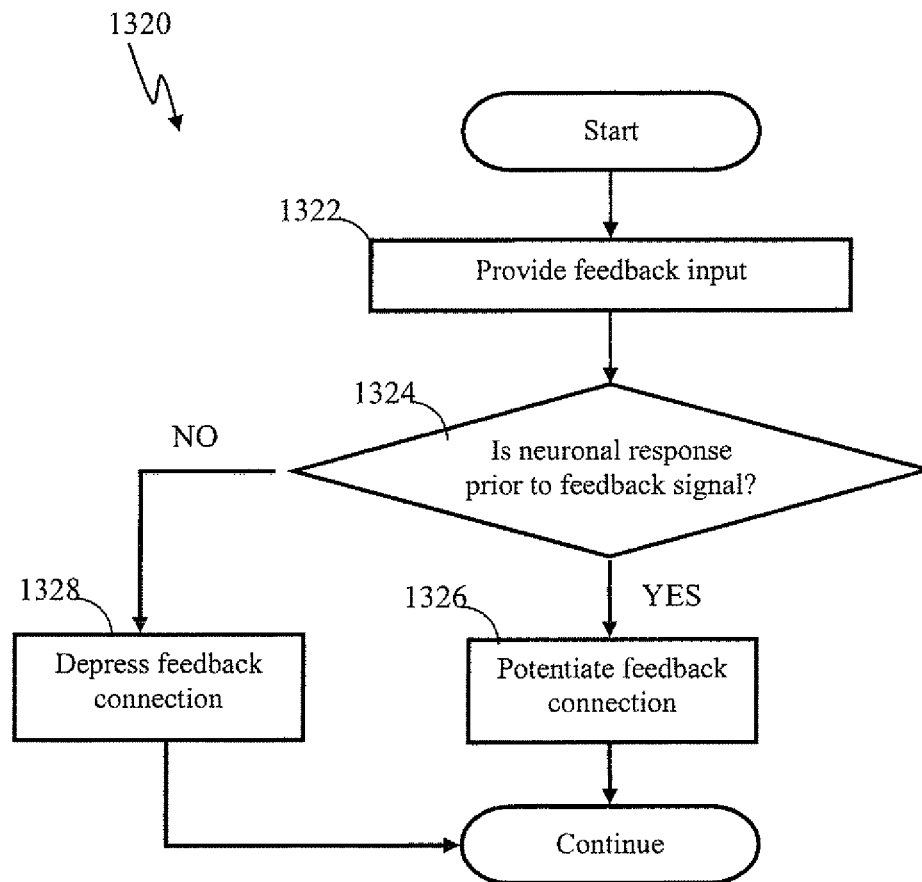 1320
Start
1322
Provide feedback input
1324
NO
Is neuronal response
prior to feedback signal?
1328
1326
YES
Depress feedback
connection
Potentiate feedback
connection
Continue